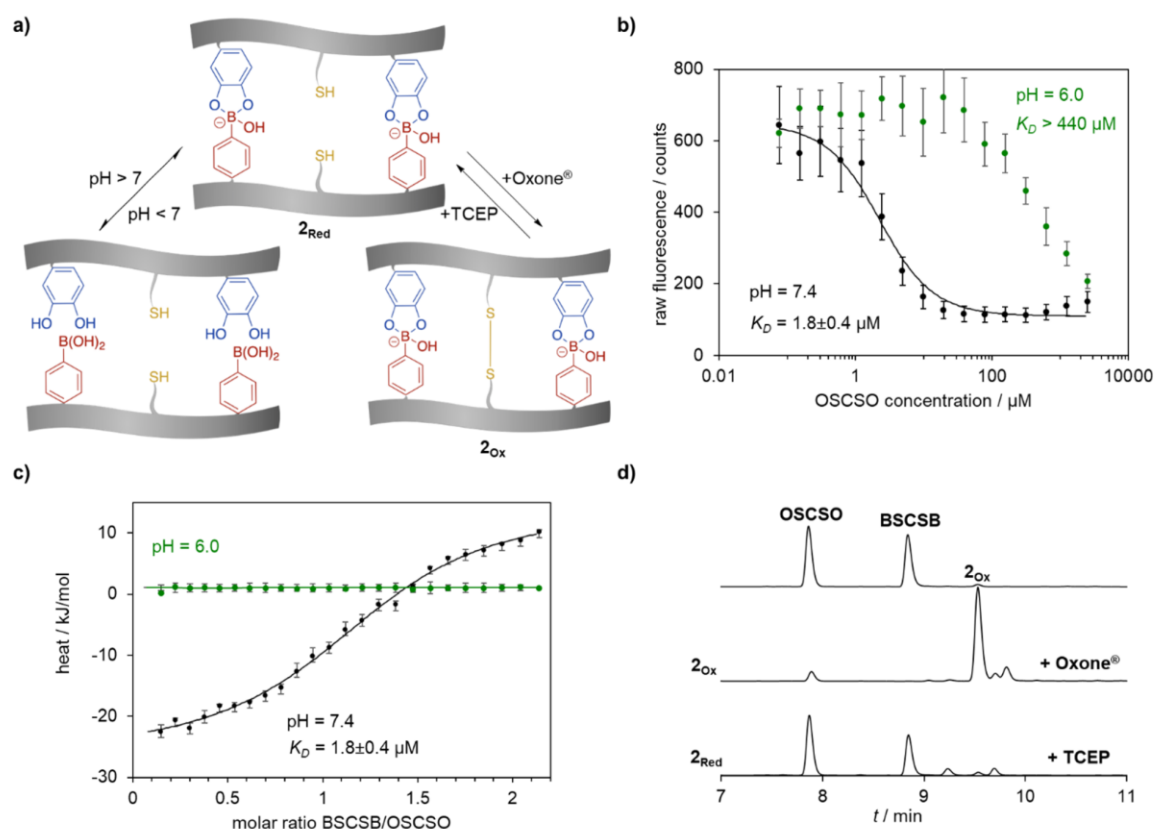 a)
SH
O
O
B
⊖
OH
SH
O
O
B
⊖
OH
pH > 7
pH < 7
+Oxone®
+TCEP
2Red
HO
OH
B(OH)2
SH
SH
HO
OH
B(OH)2
O
O
B
⊖
OH
S
S
O
O
B
⊖
OH
2Ox
b)
800
600
400
200
0
raw fluorescence / counts
pH = 6.0
KD > 440 µM
pH = 7.4
KD = 1.8±0.4 µM
0.01
1
100
10000
OSCSO concentration / µM
c)
10
0
-10
-20
-30
heat / kJ/mol
pH = 6.0
pH = 7.4
KD = 1.8±0.4 µM
0
0.5
1
1.5
2
molar ratio BSCSB/OSCSO
d)
OSCSO
BSCSB
2Ox
2Ox
+ Oxone®
2Red
+ TCEP
7
8
9
10
11
t / min